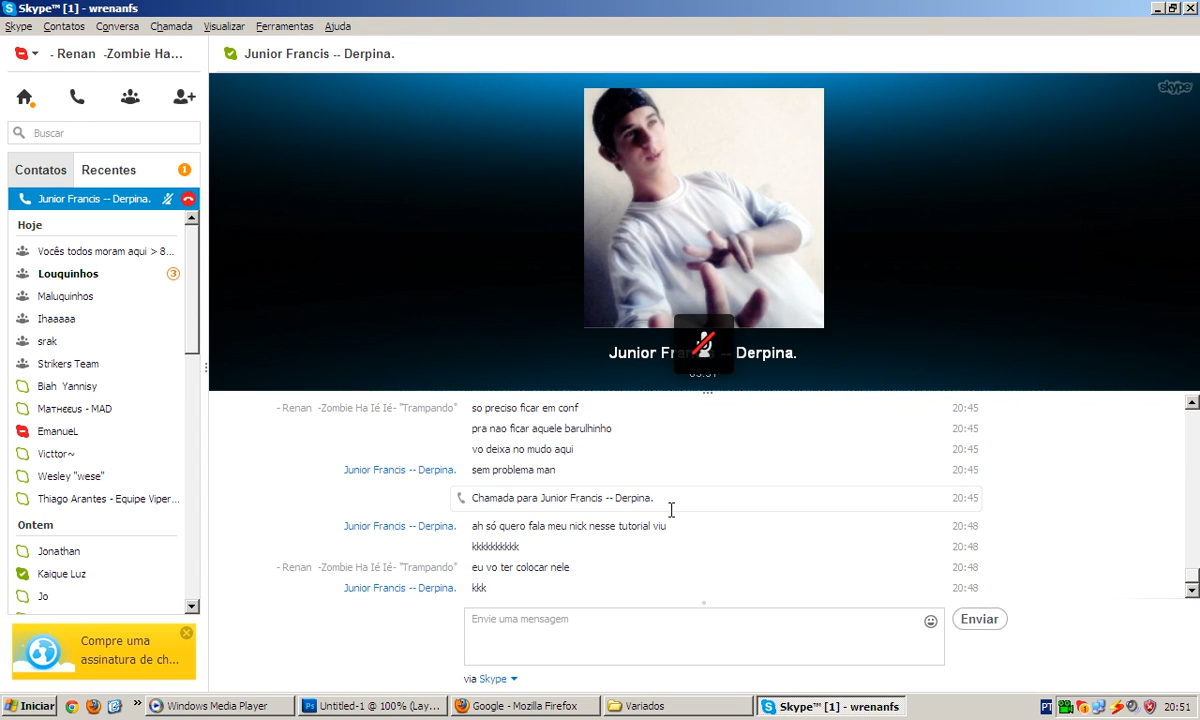 Skype™ [1] - wrenanfs
Skype Contatos Conversa Chamada Visualizar Ferramentas Ajuda
- Renan -Zombie Ha...
Junior Francis -- Derpina.
skype
Buscar
Contatos Recentes 1
Junior Francis -- Derpina.
Hoje
Vocês todos moram aqui > 8...
Louquinhos 3
Maluquinhos
Ihaaaaa
srak
Strikers Team
Biah Yannisy
Matheeus - MAD
EmanueL
Victtor~
Wesley "wese"
Thiago Arantes - Equipe Viper...
Ontem
Jonathan
Kaique Luz
Jo
Compre uma
assinatura de ch...
Junior Fra -- Derpina.
- Renan -Zombie Ha Ié Ié- "Trampando" so preciso ficar em conf 20:45
pra nao ficar aquele barulhinho 20:45
vo deixa no mudo aqui 20:45
Junior Francis -- Derpina. sem problema man 20:45
Chamada para Junior Francis -- Derpina. 20:45
Junior Francis -- Derpina. ah só quero fala meu nick nesse tutorial viu 20:48
kkkkkkkkkk 20:48
- Renan -Zombie Ha Ié Ié- "Trampando" eu vo ter colocar nele 20:48
Junior Francis -- Derpina. kkk 20:48
Envie uma mensagem
Enviar
via Skype
Iniciar » Windows Media Player Untitled-1 @ 100% (Lay... Google - Mozilla Firefox Variados Skype™ [1] - wrenanfs PT 20:51